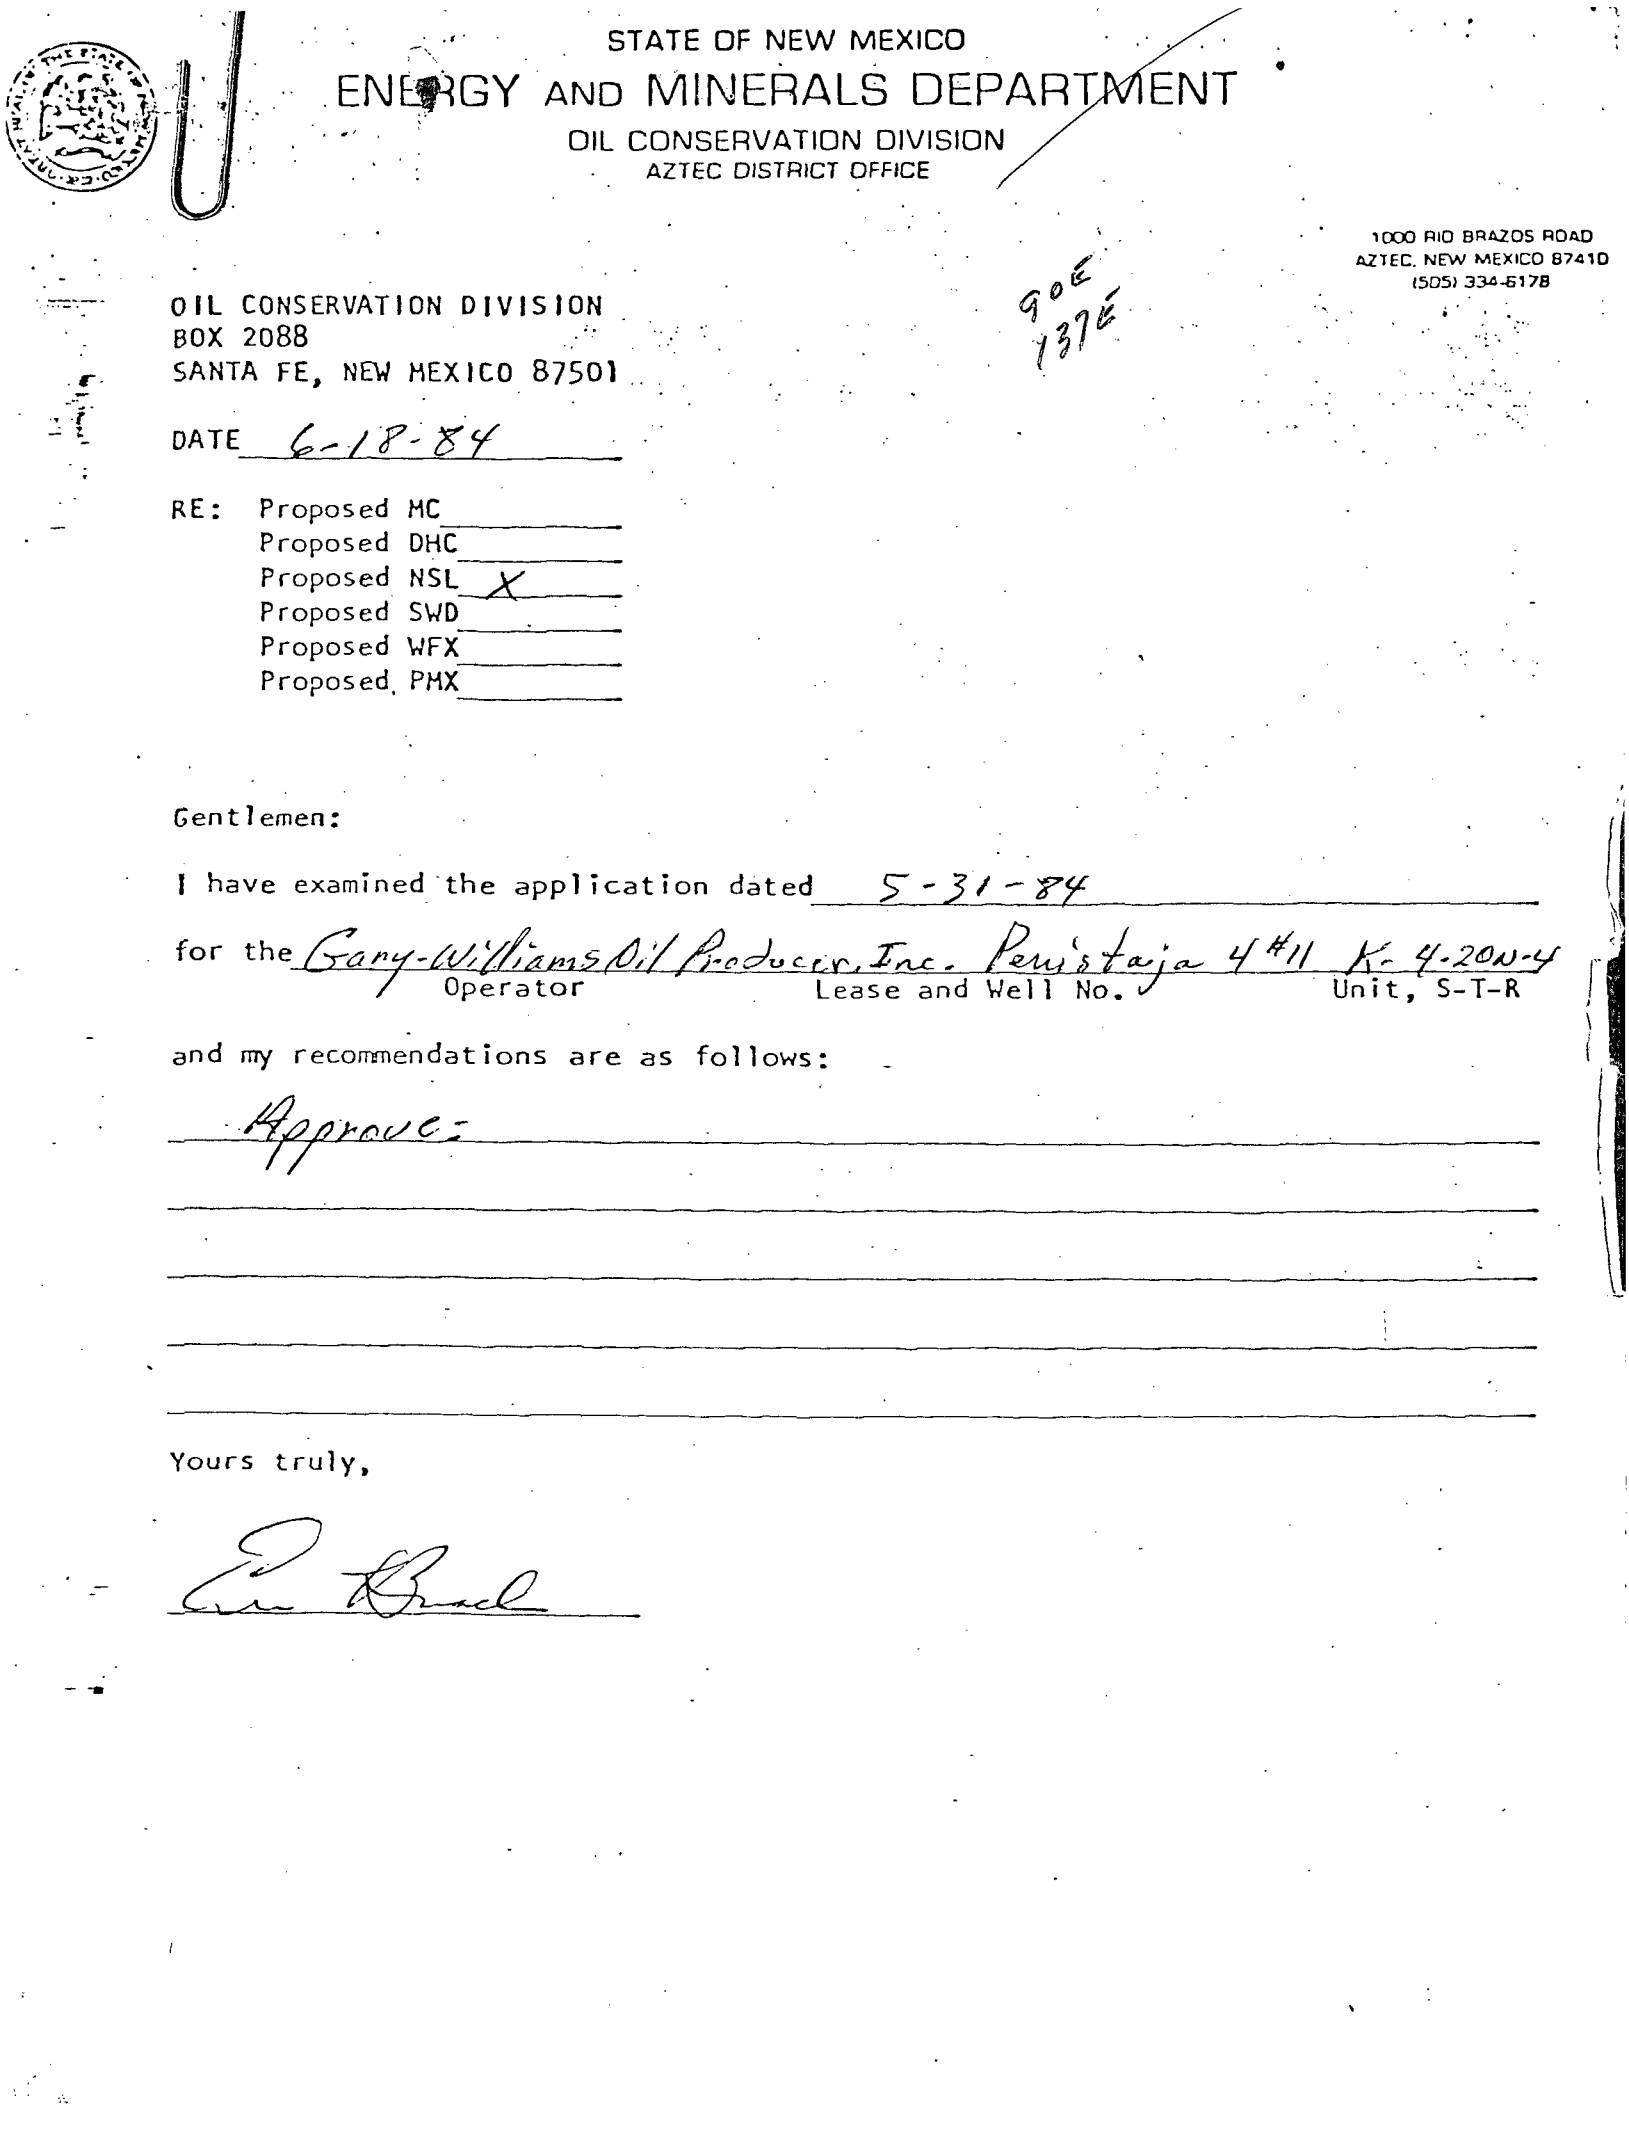 STATE OF NEW MEXICO
ENERGY AND MINERALS DEPARTMENT
OIL CONSERVATION DIVISION
AZTEC DISTRICT OFFICE
1000 RIO BRAZOS ROAD
AZTEC, NEW MEXICO 87410
(505) 334-6178
90E
137E
OIL CONSERVATION DIVISION
BOX 2088
SANTA FE, NEW MEXICO 87501
DATE 6-18-84
RE: Proposed MC
Proposed DHC
Proposed NSL X
Proposed SWD
Proposed WFX
Proposed PMX
Gentlemen:
I have examined the application dated 5-31-84
for the Gary-Williams Oil Producer, Inc. Penistaja 4 #11 K-4-20N-4
Operator Lease and Well No. Unit, S-T-R
and my recommendations are as follows:
Approve-
Yours truly,